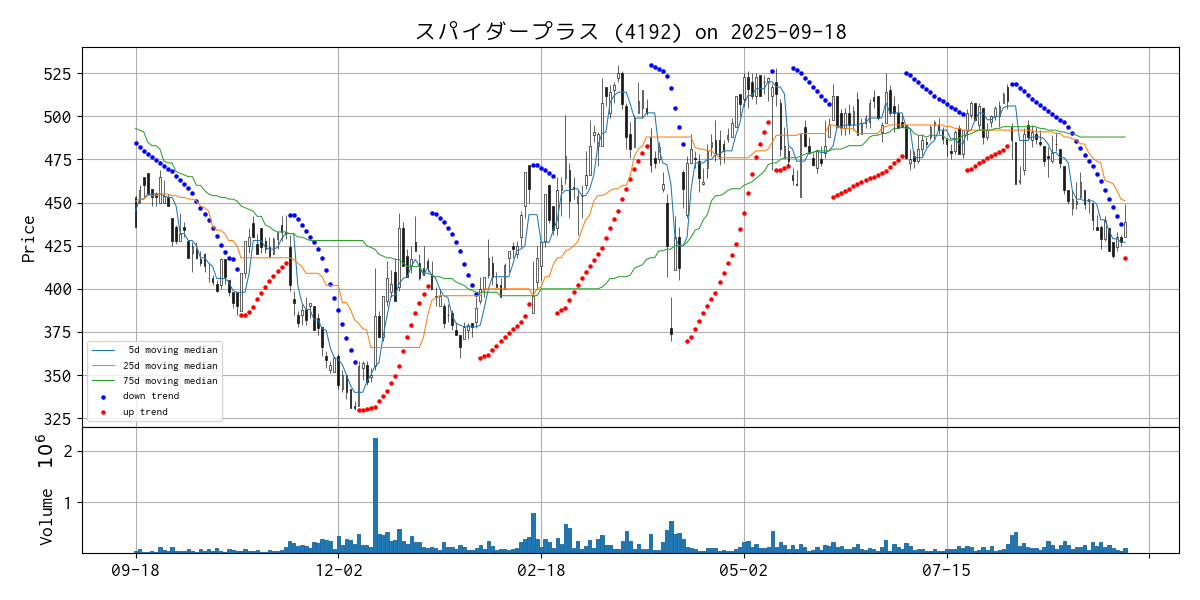 スパイダープラス (4192) on 2025-09-18
525
500
475
450
425
400
375
350
325
Price
5d moving median
25d moving median
75d moving median
down trend
up trend
2
1
Volume 10^6
09-18
12-02
02-18
05-02
07-15